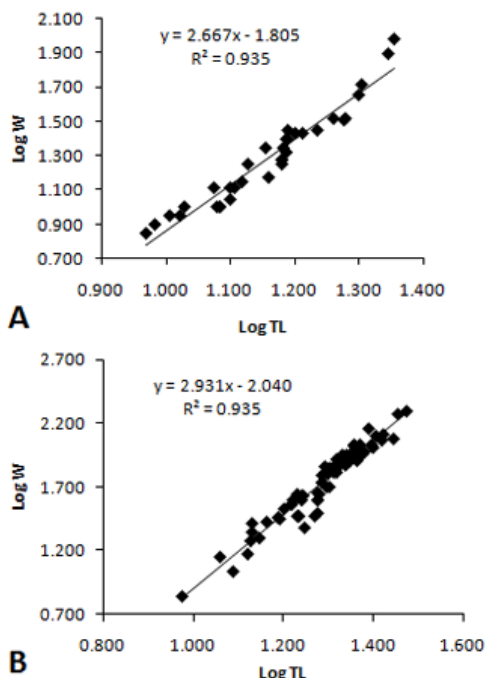 2.100
1.900
1.700
1.500
1.300
1.100
0.900
0.700
Log W
y = 2.667x - 1.805
R² = 0.935
0.900 1.000 1.100 1.200 1.300 1.400
A
Log TL
2.700
2.200
1.700
1.200
0.700
Log W
y = 2.931x - 2.040
R² = 0.935
0.800 1.000 1.200 1.400 1.600
B
Log TL